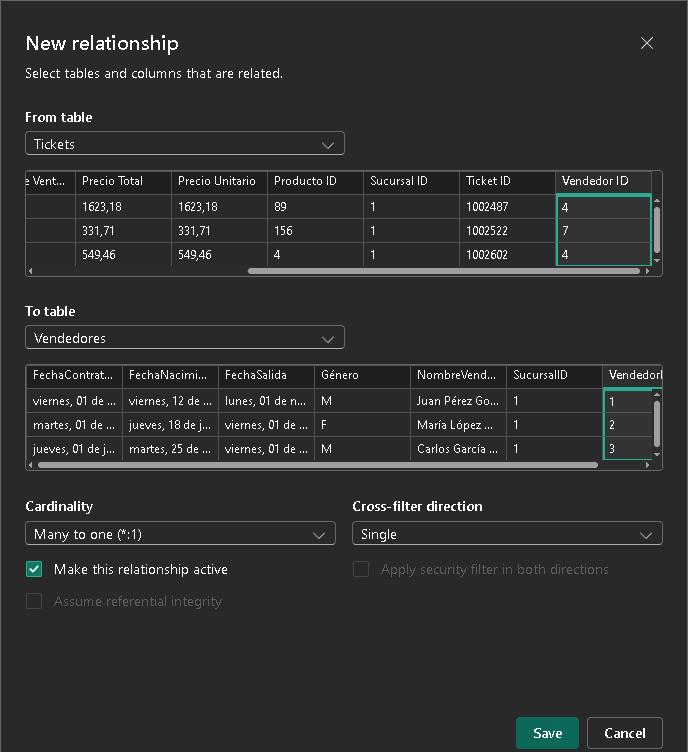 New relationship
Select tables and columns that are related.
From table
Tickets
e Vent... Precio Total Precio Unitario Producto ID Sucursal ID Ticket ID Vendedor ID
1623,18 1623,18 89 1 1002487 4
331,71 331,71 156 1 1002522 7
549,46 549,46 4 1 1002602 4
To table
Vendedores
FechaContrat... FechaNacimi... FechaSalida Género NombreVend... SucursalID VendedorI
viernes, 01 de ... viernes, 12 de ... lunes, 01 de n... M Juan Pérez Go... 1 1
martes, 01 de ... jueves, 18 de j... viernes, 01 de ... F María López ... 1 2
jueves, 01 de j... martes, 25 de ... viernes, 01 de ... M Carlos García ... 1 3
Cardinality Cross-filter direction
Many to one (*:1) Single
Make this relationship active Apply security filter in both directions
Assume referential integrity
Save Cancel